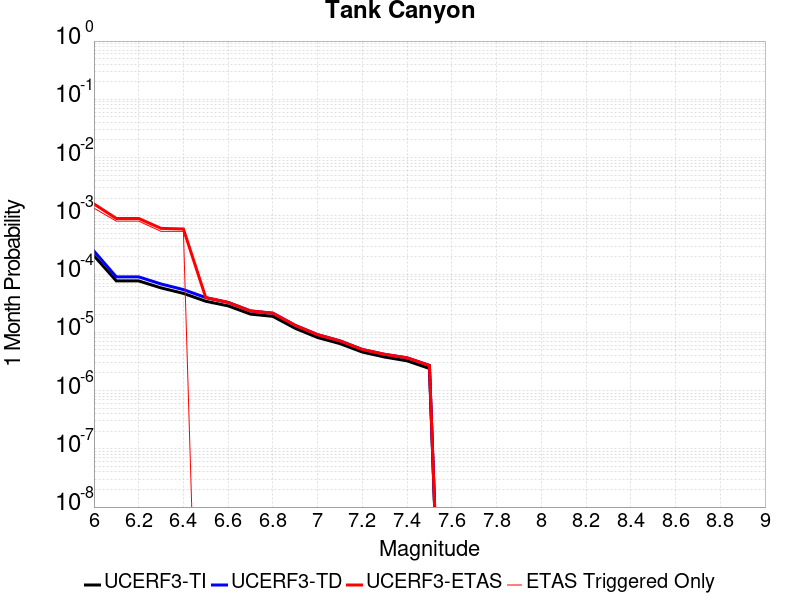 Tank Canyon
10^0
10^-1
10^-2
10^-3
10^-4
10^-5
10^-6
10^-7
10^-8
1 Month Probability
6 6.2 6.4 6.6 6.8 7 7.2 7.4 7.6 7.8 8 8.2 8.4 8.6 8.8 9
Magnitude
UCERF3-TI UCERF3-TD UCERF3-ETAS ETAS Triggered Only